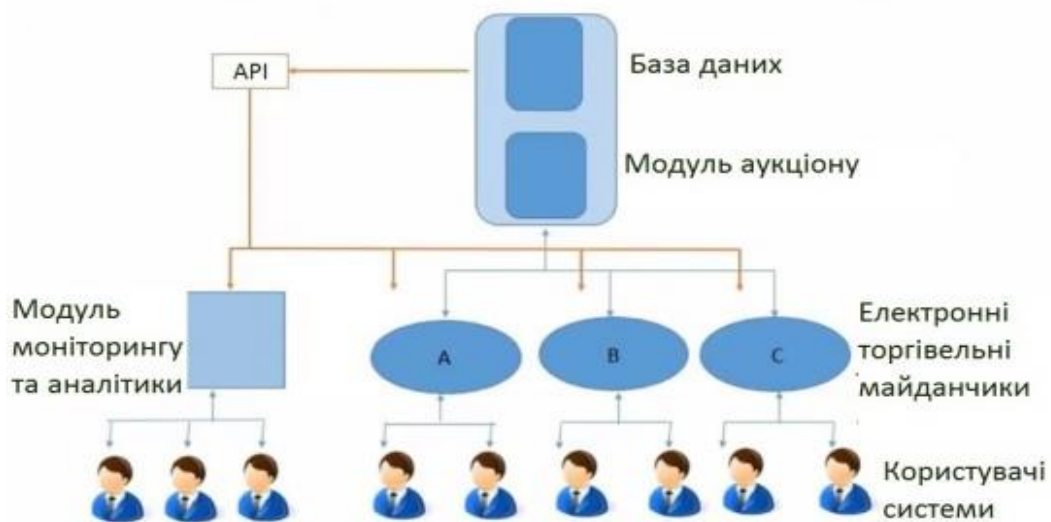 API
База даних
Модуль аукціону
Модуль
моніторингу
та аналітики
A
B
C
Електронні
торгівельні
майданчики
Користувачі
системи